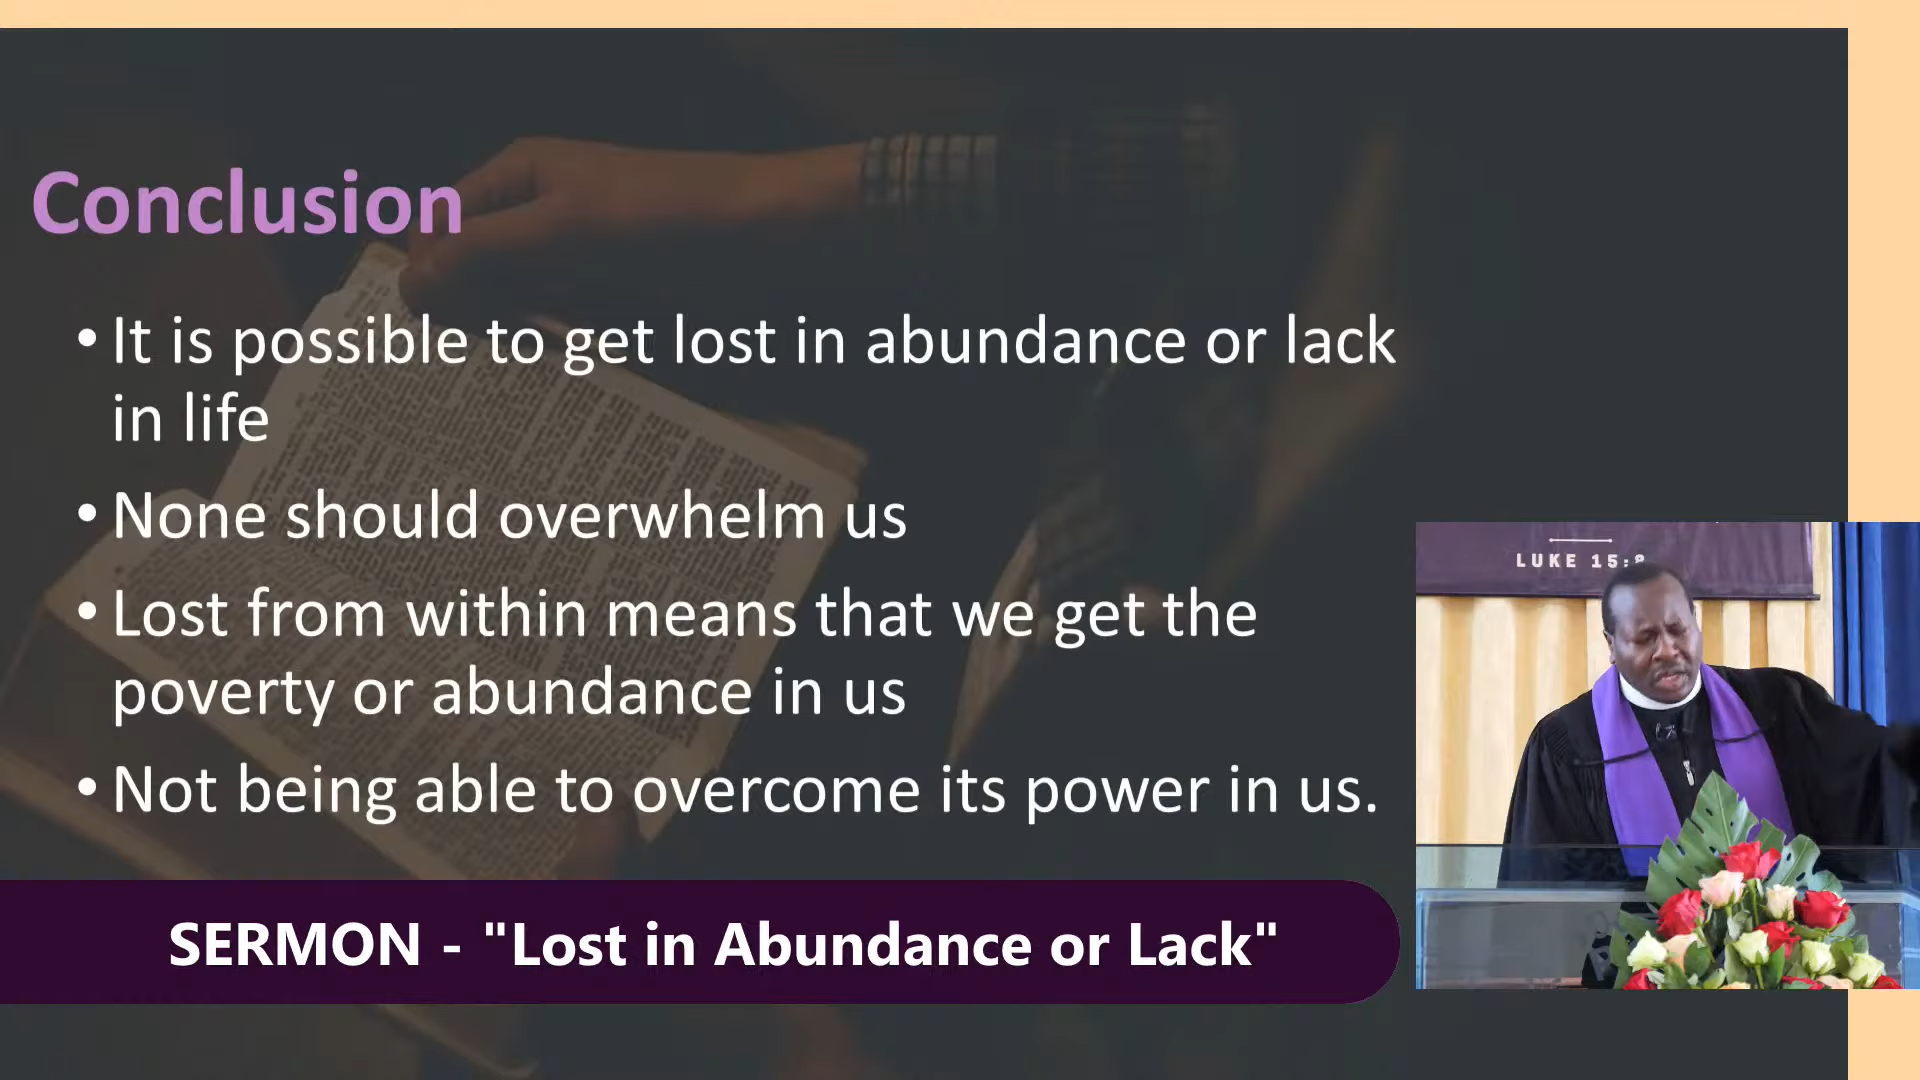 Conclusion
• It is possible to get lost in abundance or lack
in life
• None should overwhelm us
• Lost from within means that we get the
poverty or abundance in us
• Not being able to overcome its power in us.
LUKE 15:8
SERMON - "Lost in Abundance or Lack"